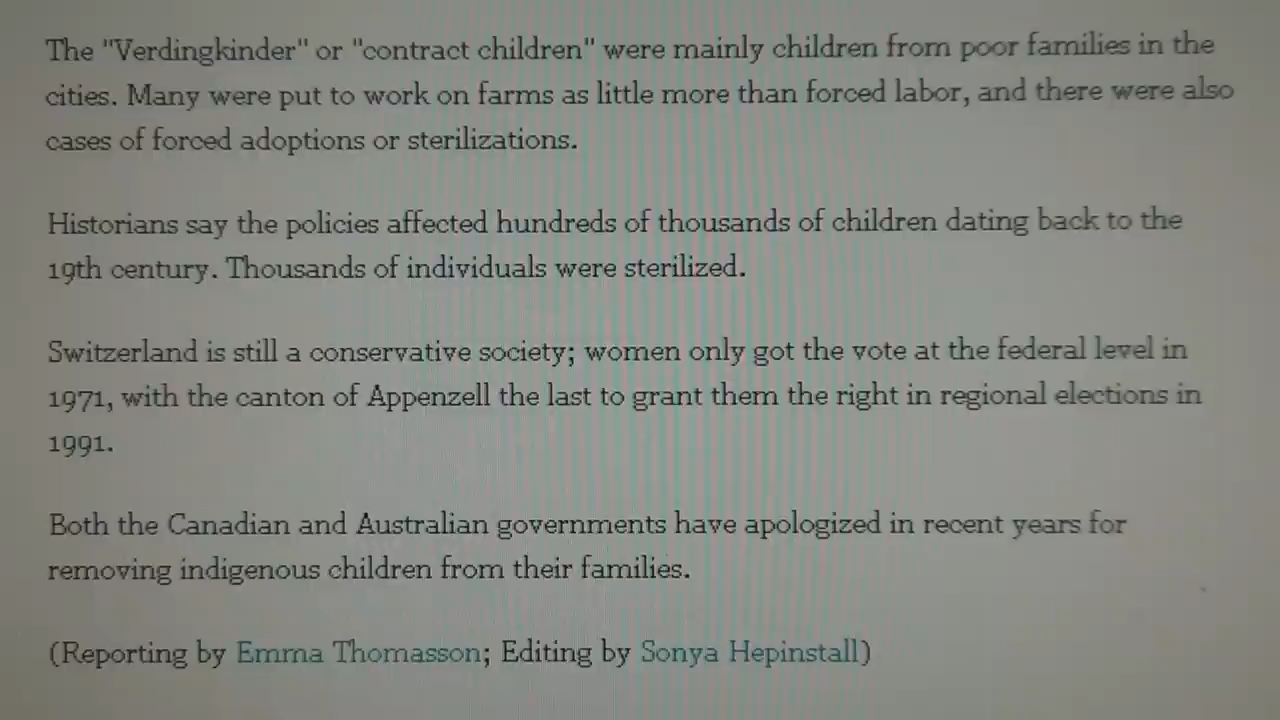 The "Verdingkinder" or "contract children" were mainly children from poor families in the
cities. Many were put to work on farms as little more than forced labor, and there were also
cases of forced adoptions or sterilizations.
Historians say the policies affected hundreds of thousands of children dating back to the
19th century. Thousands of individuals were sterilized.
Switzerland is still a conservative society; women only got the vote at the federal level in
1971, with the canton of Appenzell the last to grant them the right in regional elections in
1991.
Both the Canadian and Australian governments have apologized in recent years for
removing indigenous children from their families.
(Reporting by Emma Thomasson; Editing by Sonya Hepinstall)